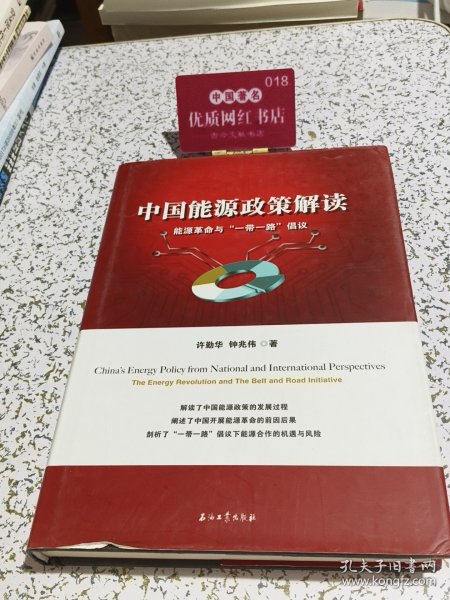 018
中国著名
优质网红书店
中国能源政策解读
能源革命与“一带一路”倡议
许勤华 钟兆伟 ◎著
China's Energy Policy from National and International Perspectives
The Energy Revolution and The Belt and Road Initiative
解读了中国能源政策的发展过程
阐述了中国开展能源革命的前因后果
剖析了“一带一路”倡议下能源合作的机遇与风险
石油工业出版社
孔夫子旧书网
www.kongfz.com